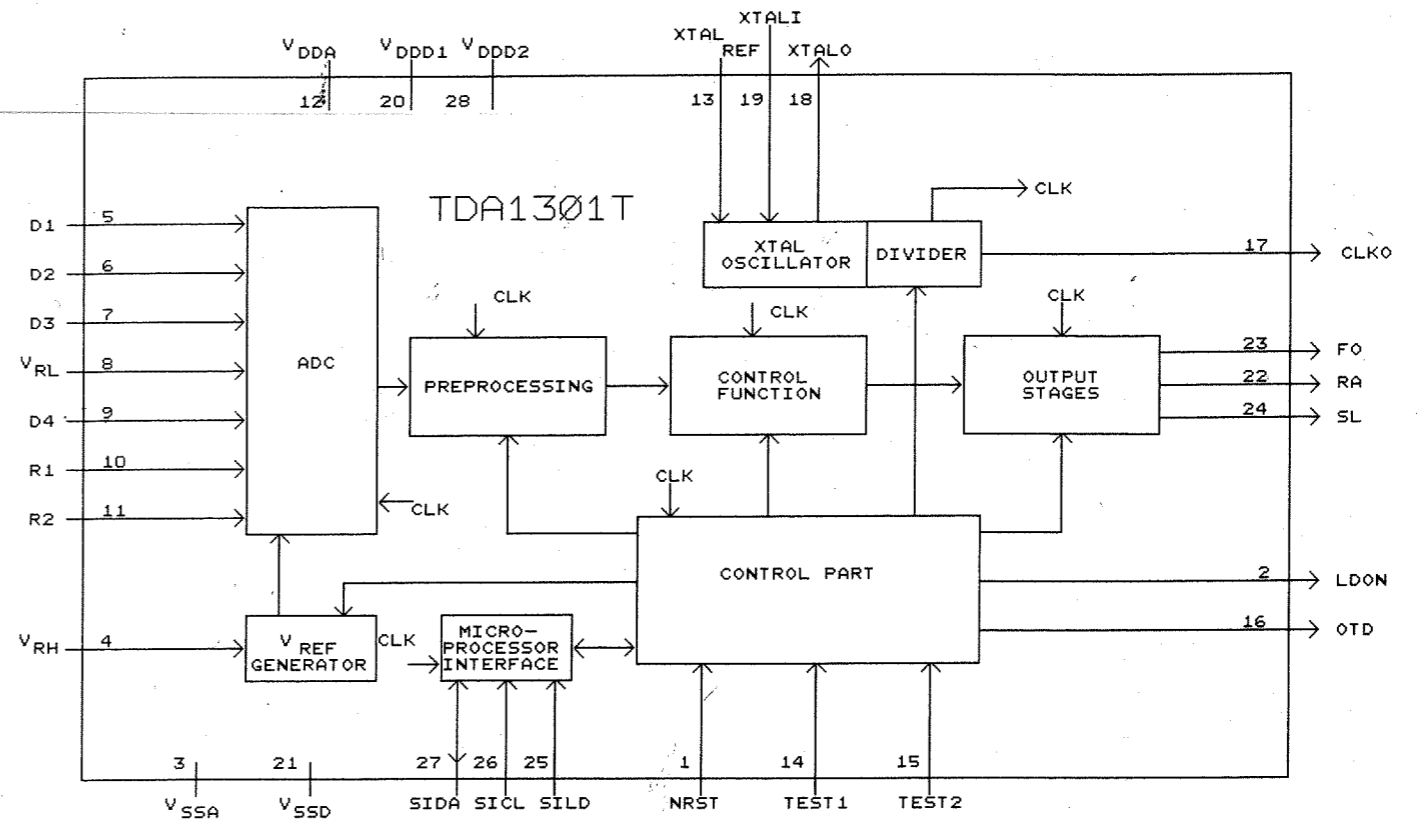 XTALI
V DDA V DDD1 V DDD2 XTAL REF XTALO
12 20 28 13 19 18
TDA1301T
CLK
D1 5
XTAL OSCILLATOR
DIVIDER
17 CLKO
D2 6
D3 7
CLK
CLK
CLK
V RL 8
ADC
PREPROCESSING
CONTROL FUNCTION
OUTPUT STAGES
23 FO
22 RA
24 SL
D4 9
R1 10
R2 11
CLK
CLK
CONTROL PART
2 LDON
16 OTD
V RH 4
V REF GENERATOR
CLK
MICRO-
PROCESSOR
INTERFACE
3 21 27 26 25 1 14 15
V SSA V SSD SIDA SICL SILD NRST TEST1 TEST2